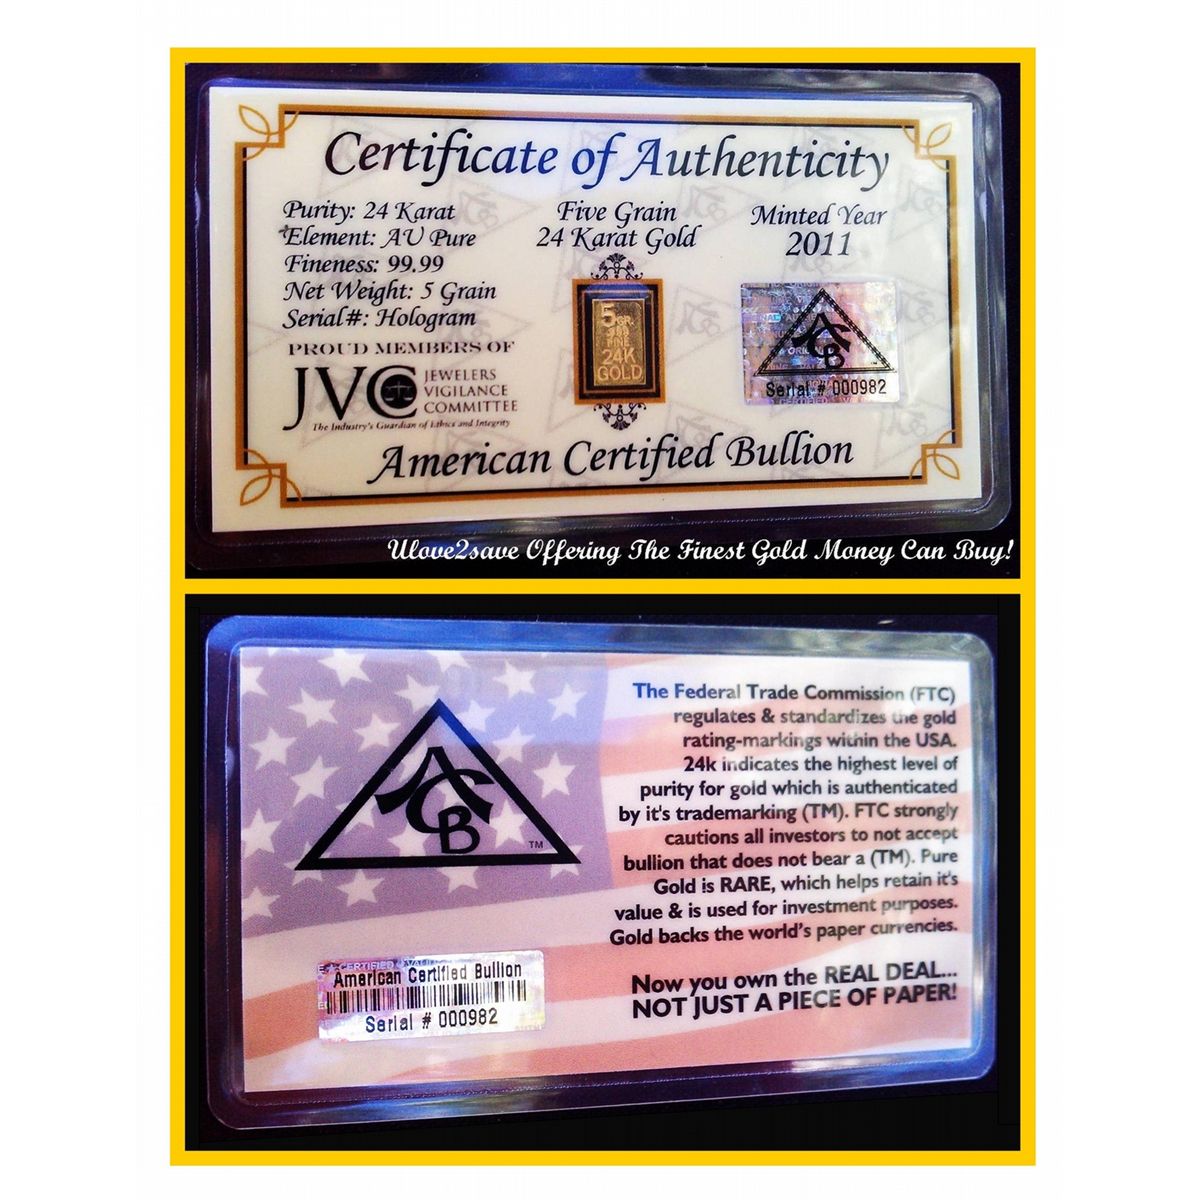 Certificate of Authenticity
Purity: 24 Karat
Element: AU Pure
Fineness: 99.99
Net Weight: 5 Grain
Serial#: Hologram
PROUD MEMBERS OF
JVC JEWELERS
VIGILANCE
COMMITTEE
The Industry's Guardian of Ethics and Integrity
Five Grain
24 Karat Gold
5 GR.
FINE
24K
GOLD
Minted Year
2011
ACB
Serial # 000982
American Certified Bullion
Ulove2save Offering The Finest Gold Money Can Buy!
ACB
TM
The Federal Trade Commission (FTC)
regulates & standardizes the gold
rating-markings within the USA.
24k indicates the highest level of
purity for gold which is authenticated
by it's trademarking (TM). FTC strongly
cautions all investors to not accept
bullion that does not bear a (TM). Pure
Gold is RARE, which helps retain it's
value & is used for investment purposes.
Gold backs the world's paper currencies.
Now you own the REAL DEAL...
NOT JUST A PIECE OF PAPER!
CERTIFIED
American Certified Bullion
Serial # 000982